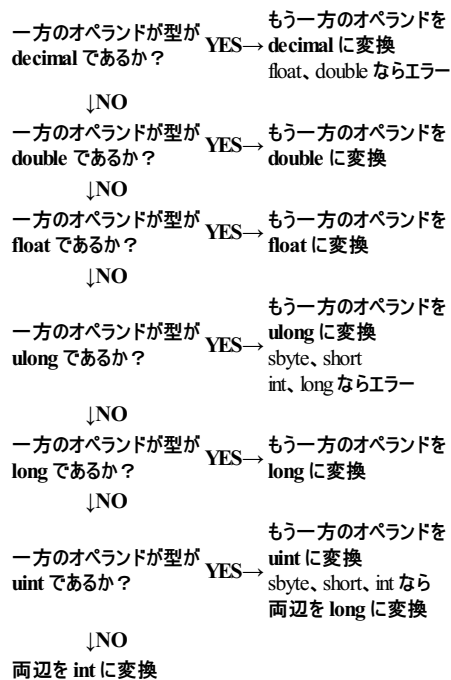 一方のオペランドが型が
decimal であるか？
YES→
もう一方のオペランドを
decimal に変換
float、double ならエラー
↓NO
一方のオペランドが型が
double であるか？
YES→
もう一方のオペランドを
double に変換
↓NO
一方のオペランドが型が
float であるか？
YES→
もう一方のオペランドを
float に変換
↓NO
一方のオペランドが型が
ulong であるか？
YES→
もう一方のオペランドを
ulong に変換
sbyte、short
int、long ならエラー
↓NO
一方のオペランドが型が
long であるか？
YES→
もう一方のオペランドを
long に変換
↓NO
一方のオペランドが型が
uint であるか？
YES→
もう一方のオペランドを
uint に変換
sbyte、short、int なら
両辺を long に変換
↓NO
両辺を int に変換